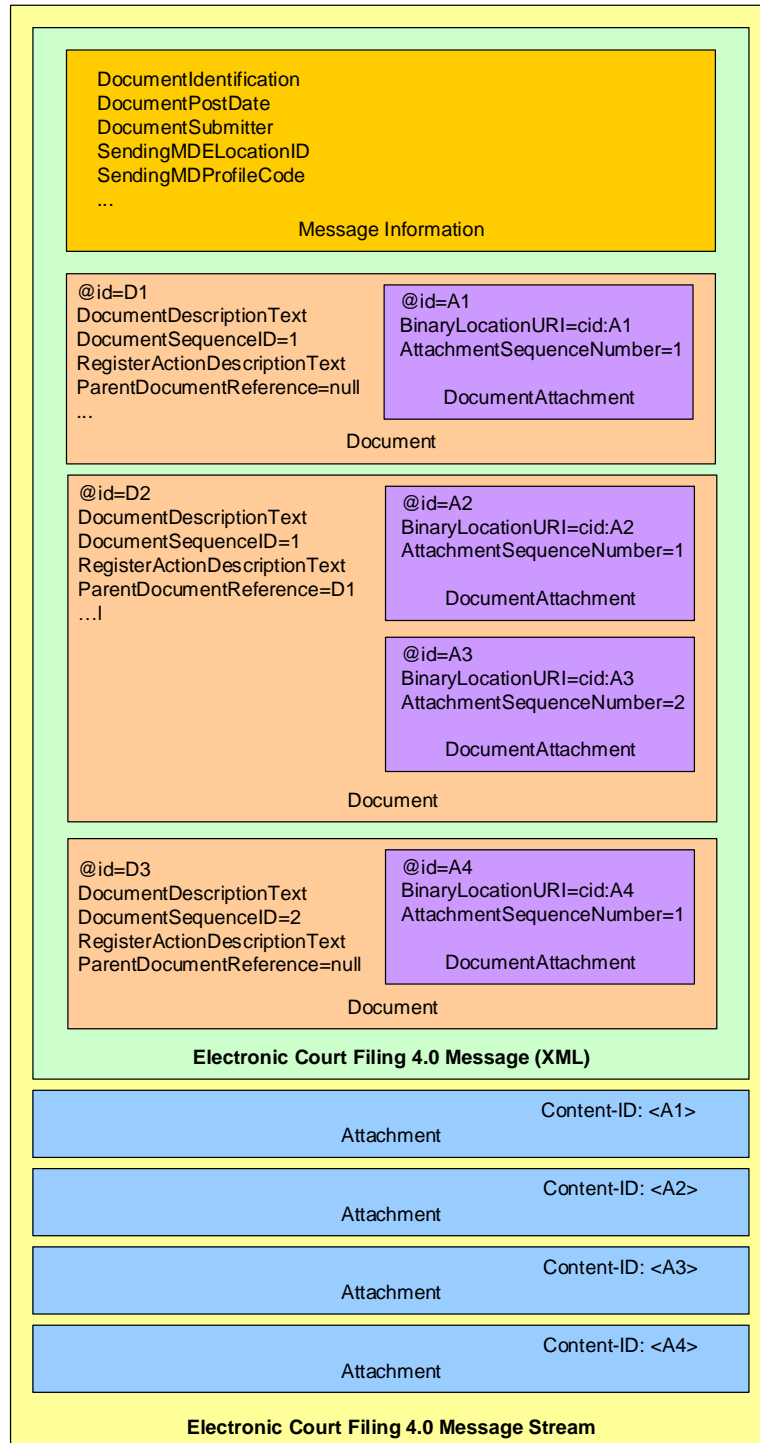 DocumentIdentification
DocumentPostDate
DocumentSubmitter
SendingMDELocationID
SendingMDProfileCode
...
Message Information
@id=D1
DocumentDescriptionText
DocumentSequenceID=1
RegisterActionDescriptionText
ParentDocumentReference=null
...
@id=A1
BinaryLocationURI=cid:A1
AttachmentSequenceNumber=1
DocumentAttachment
Document
@id=D2
DocumentDescriptionText
DocumentSequenceID=1
RegisterActionDescriptionText
ParentDocumentReference=D1
…I
@id=A2
BinaryLocationURI=cid:A2
AttachmentSequenceNumber=1
DocumentAttachment
@id=A3
BinaryLocationURI=cid:A3
AttachmentSequenceNumber=2
DocumentAttachment
Document
@id=D3
DocumentDescriptionText
DocumentSequenceID=2
RegisterActionDescriptionText
ParentDocumentReference=null
@id=A4
BinaryLocationURI=cid:A4
AttachmentSequenceNumber=1
DocumentAttachment
Document
Electronic Court Filing 4.0 Message (XML)
Content-ID: <A1>
Attachment
Content-ID: <A2>
Attachment
Content-ID: <A3>
Attachment
Content-ID: <A4>
Attachment
Electronic Court Filing 4.0 Message Stream